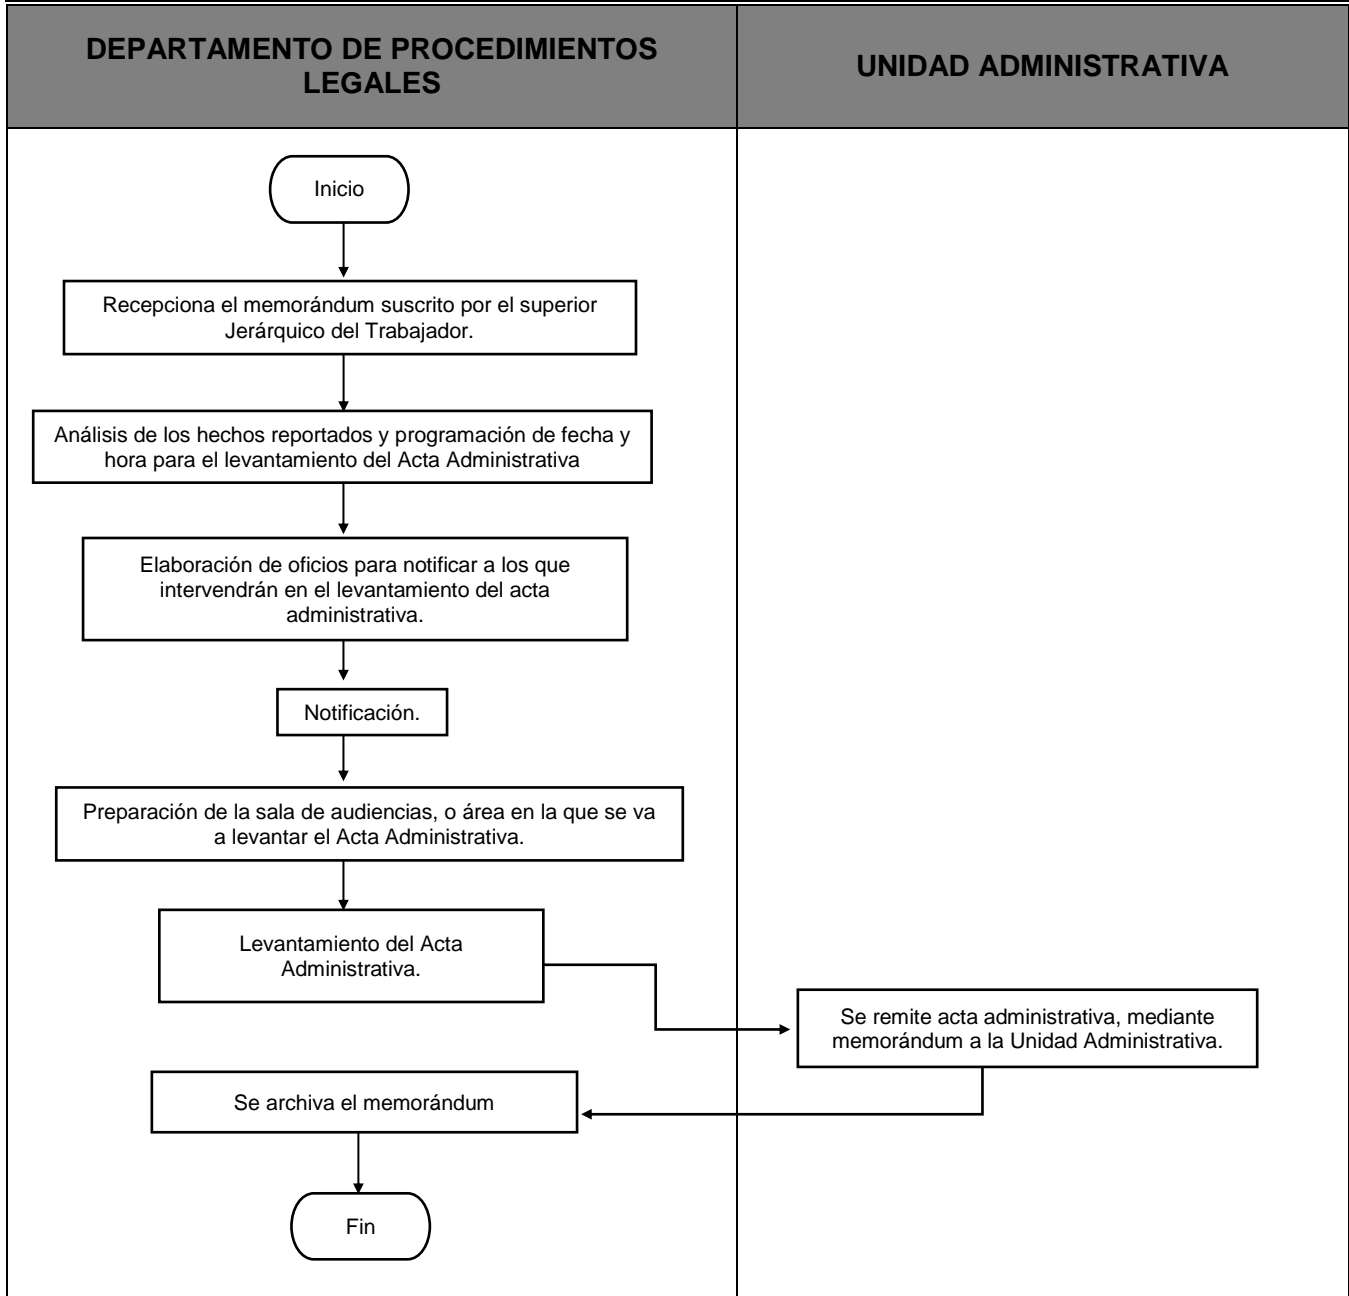 DEPARTAMENTO DE PROCEDIMIENTOS
LEGALES
UNIDAD ADMINISTRATIVA
Inicio
Recepciona el memorándum suscrito por el superior
Jerárquico del Trabajador.
Análisis de los hechos reportados y programación de fecha y
hora para el levantamiento del Acta Administrativa
Elaboración de oficios para notificar a los que
intervendrán en el levantamiento del acta
administrativa.
Notificación.
Preparación de la sala de audiencias, o área en la que se va
a levantar el Acta Administrativa.
Levantamiento del Acta
Administrativa.
Se remite acta administrativa, mediante
memorándum a la Unidad Administrativa.
Se archiva el memorándum
Fin